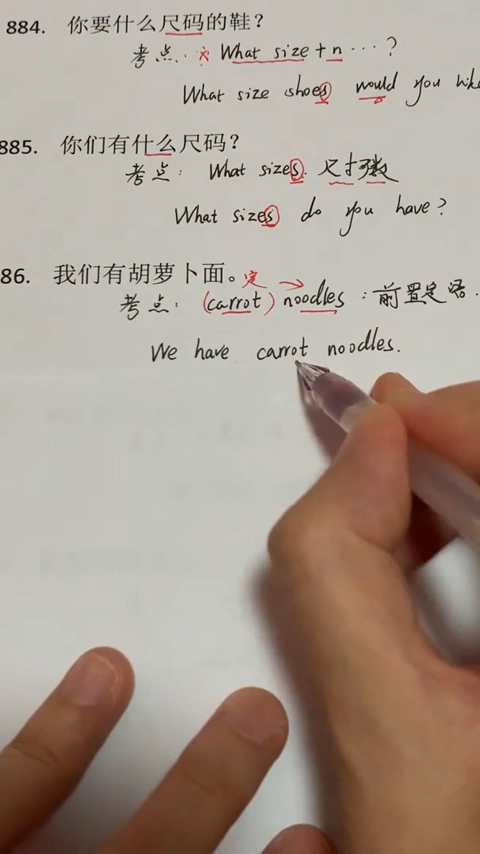 884. 你要什么尺码的鞋？
考点：※ What size + n …?
What size shoes would you like
885. 你们有什么尺码？
考点： What sizes.
What sizes do you have?
86. 我们有胡萝卜面。
定
考点： (carrot) noodles ：前置定语.
We have carrot noodles.